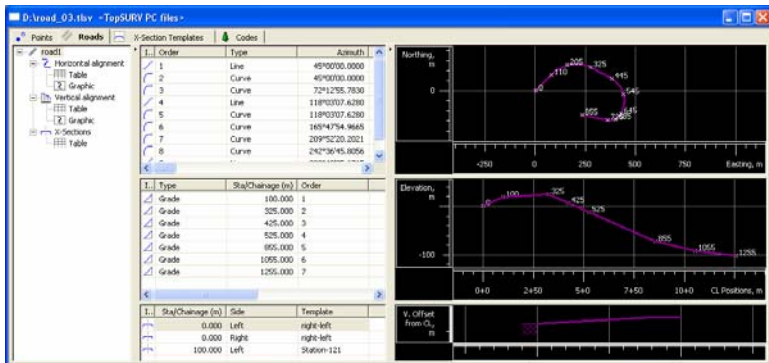 D:\road_03.tlsv -TopSURV PC files-
Points Roads X-Section Templates Codes
road1
Horizontal alignment
Table
Graphic
Vertical alignment
Table
Graphic
X-Sections
Table
I... Order Type Azimuth
1 Line 45°00'00.0000
2 Curve 45°00'00.0000
3 Curve 72°12'55.7830
4 Line 118°03'07.6280
5 Curve 118°03'07.6280
6 Curve 165°47'54.9665
7 Curve 209°52'20.2021
8 Curve 242°36'45.8056
I... Type Sta/Chainage (m) Order
Grade 100.000 1
Grade 325.000 2
Grade 425.000 3
Grade 525.000 4
Grade 855.000 5
Grade 1055.000 6
Grade 1255.000 7
I... Sta/Chainage (m) Side Template
0.000 Left right-left
0.000 Right right-left
100.000 Left Station-121
Northing, m
0
0 110 205 325 445 545 645 855
-250 0 250 500 750 Easting, m
Elevation, m
0 100 325 425 525 855 1055 1255
-100
0+0 2+50 5+0 7+50 10+0 CL Positions, m
V. Offset from CL, m